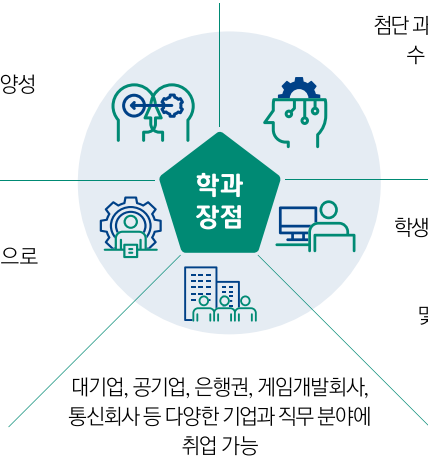 첨단 과
수
양성
학과
장점
학생
으로
및
대기업, 공기업, 은행권, 게임개발회사,
통신회사 등 다양한 기업과 직무 분야에
취업 가능